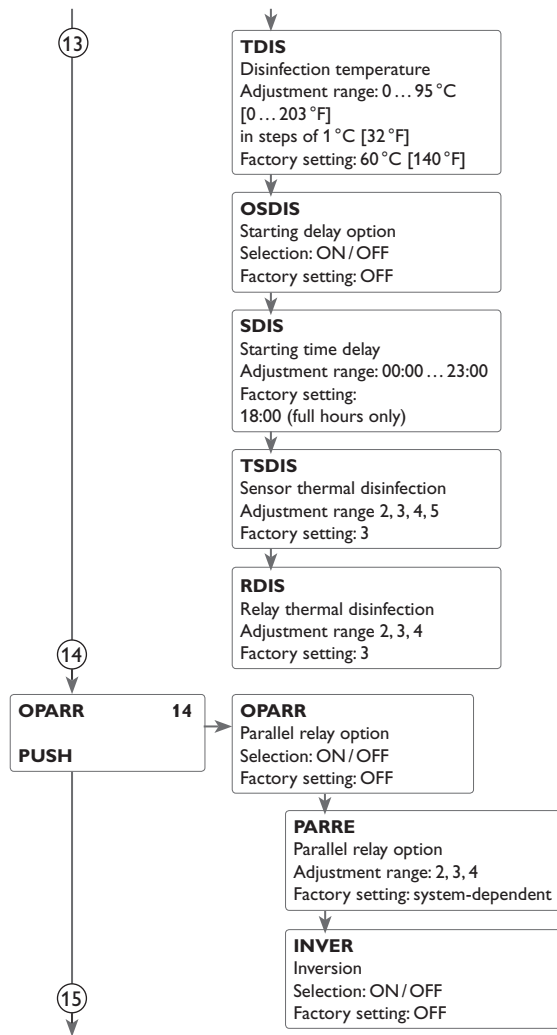 13
TDIS
Disinfection temperature
Adjustment range: 0 … 95 °C
[0 … 203 °F]
in steps of 1 °C [32 °F]
Factory setting: 60 °C [140 °F]
OSDIS
Starting delay option
Selection: ON / OFF
Factory setting: OFF
SDIS
Starting time delay
Adjustment range: 00:00 … 23:00
Factory setting:
18:00 (full hours only)
TSDIS
Sensor thermal disinfection
Adjustment range 2, 3, 4, 5
Factory setting: 3
RDIS
Relay thermal disinfection
Adjustment range 2, 3, 4
Factory setting: 3
14
OPARR 14
PUSH
OPARR
Parallel relay option
Selection: ON / OFF
Factory setting: OFF
PARRE
Parallel relay option
Adjustment range: 2, 3, 4
Factory setting: system-dependent
INVER
Inversion
Selection: ON / OFF
Factory setting: OFF
15